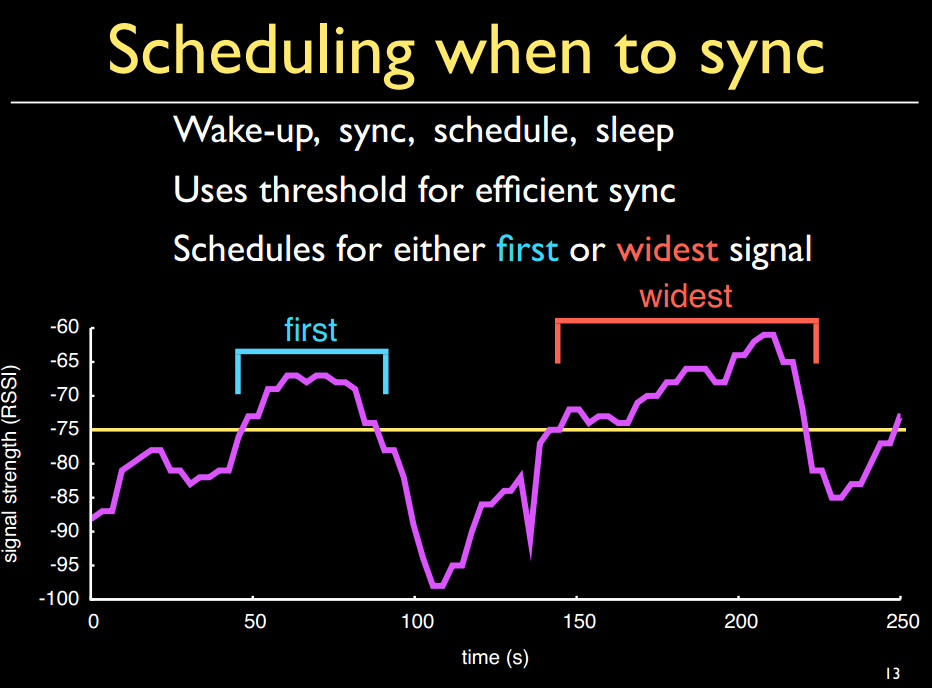 Scheduling when to sync
Wake-up, sync, schedule, sleep
Uses threshold for efficient sync
Schedules for either first or widest signal
widest
first
-60
-65
-70
-75
-80
-85
-90
-95
-100
signal strength (RSSI)
0 50 100 150 200 250
time (s)
13